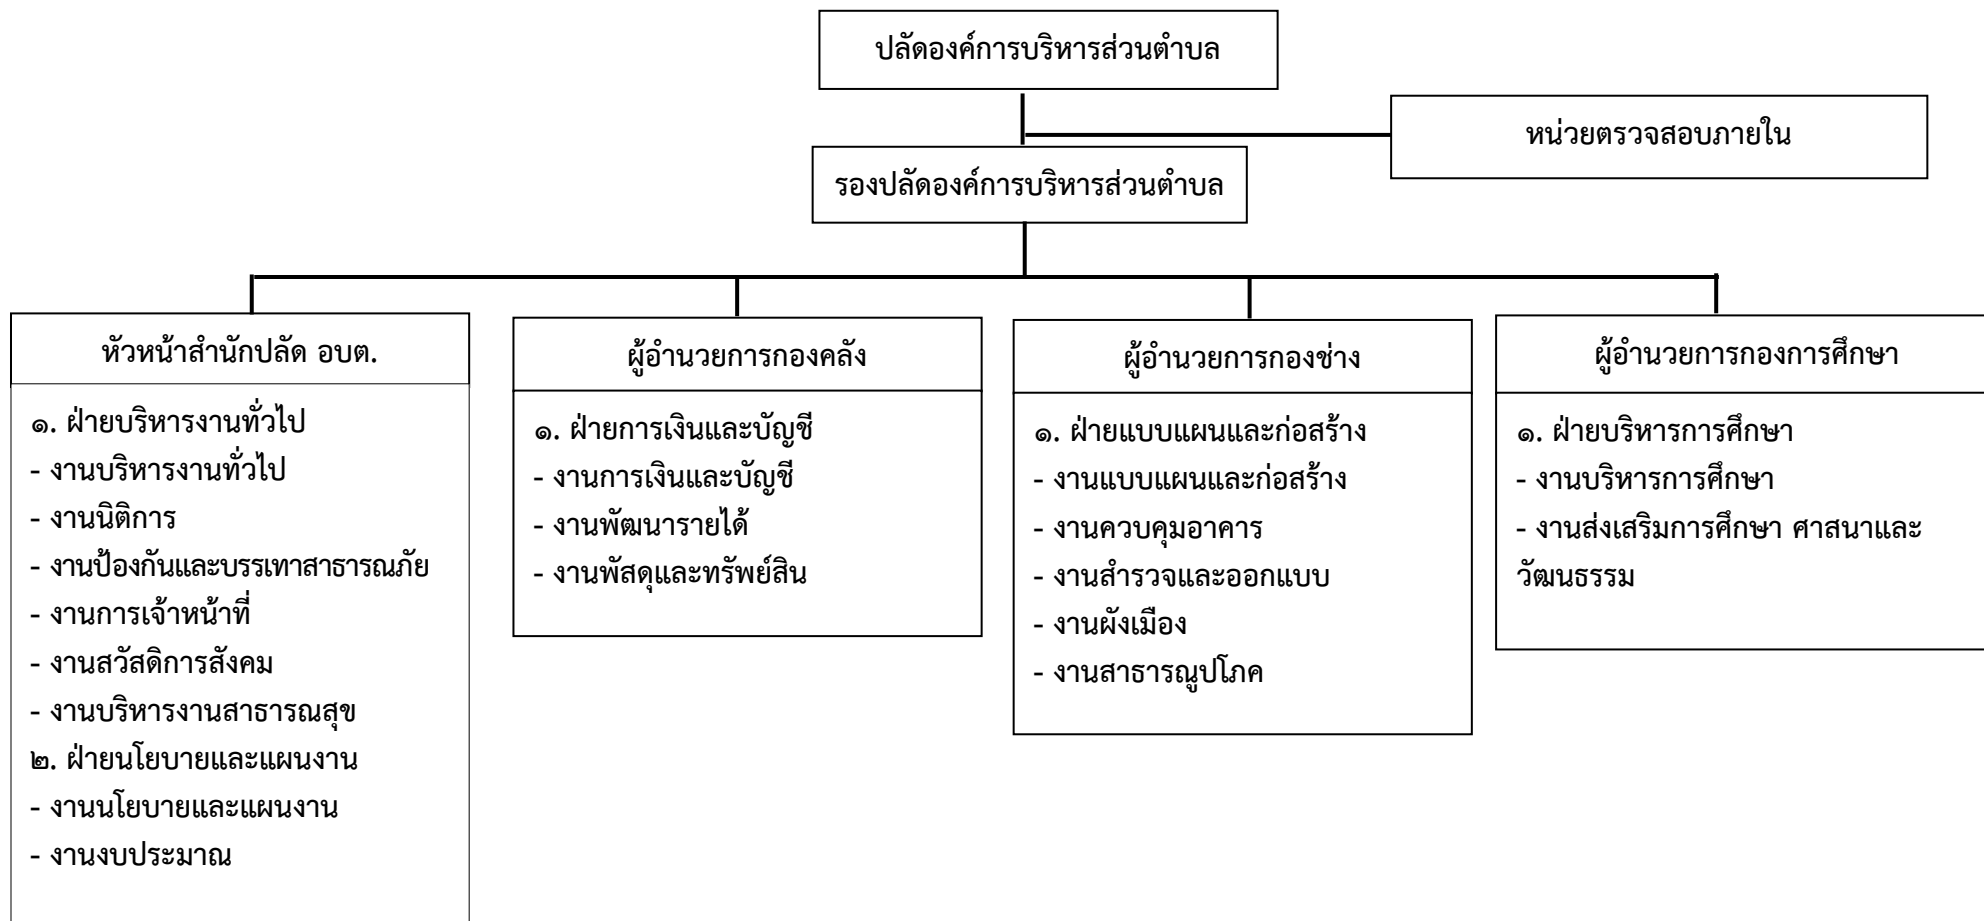 ปลัดองค์การบริหารส่วนตำบล
หน่วยตรวจสอบภายใน
รองปลัดองค์การบริหารส่วนตำบล
หัวหน้าสำนักปลัด อบต.
๑. ฝ่ายบริหารงานทั่วไป
- งานบริหารงานทั่วไป
- งานนิติการ
- งานป้องกันและบรรเทาสาธารณภัย
- งานการเจ้าหน้าที่
- งานสวัสดิการสังคม
- งานบริหารงานสาธารณสุข
๒. ฝ่ายนโยบายและแผนงาน
- งานนโยบายและแผนงาน
- งานงบประมาณ
ผู้อำนวยการกองคลัง
๑. ฝ่ายการเงินและบัญชี
- งานการเงินและบัญชี
- งานพัฒนารายได้
- งานพัสดุและทรัพย์สิน
ผู้อำนวยการกองช่าง
๑. ฝ่ายแบบแผนและก่อสร้าง
- งานแบบแผนและก่อสร้าง
- งานควบคุมอาคาร
- งานสำรวจและออกแบบ
- งานผังเมือง
- งานสาธารณูปโภค
ผู้อำนวยการกองการศึกษา
๑. ฝ่ายบริหารการศึกษา
- งานบริหารการศึกษา
- งานส่งเสริมการศึกษา ศาสนาและ
วัฒนธรรม